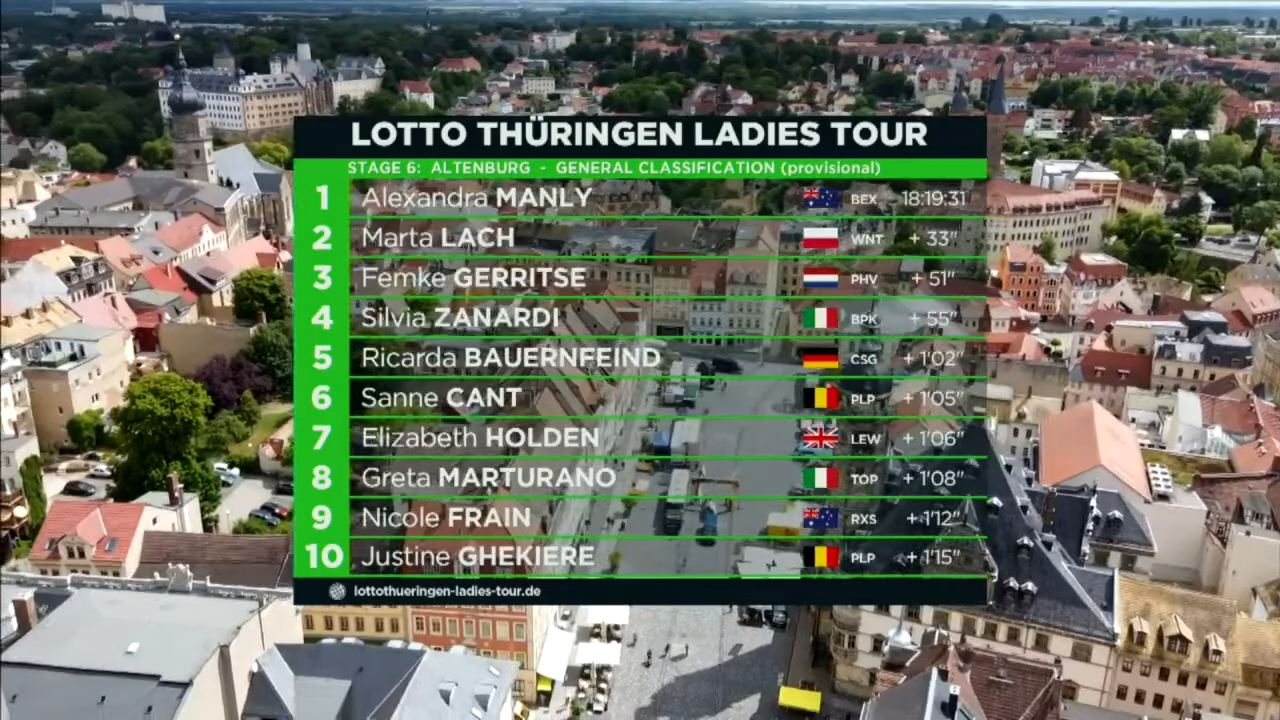 LOTTO THÜRINGEN LADIES TOUR
STAGE 6: ALTENBURG - GENERAL CLASSIFICATION (provisional)
1 Alexandra MANLY BEX 18:19:31
2 Marta LACH WNT + 33"
3 Femke GERRITSE PHV + 51"
4 Silvia ZANARDI BPK + 55"
5 Ricarda BAUERNFEIND CSG + 1'02"
6 Sanne CANT PLP + 1'05"
7 Elizabeth HOLDEN LEW + 1'06"
8 Greta MARTURANO TOP + 1'08"
9 Nicole FRAIN RXS + 1'12"
10 Justine GHEKIERE PLP + 1'15"
lottothueringen-ladies-tour.de